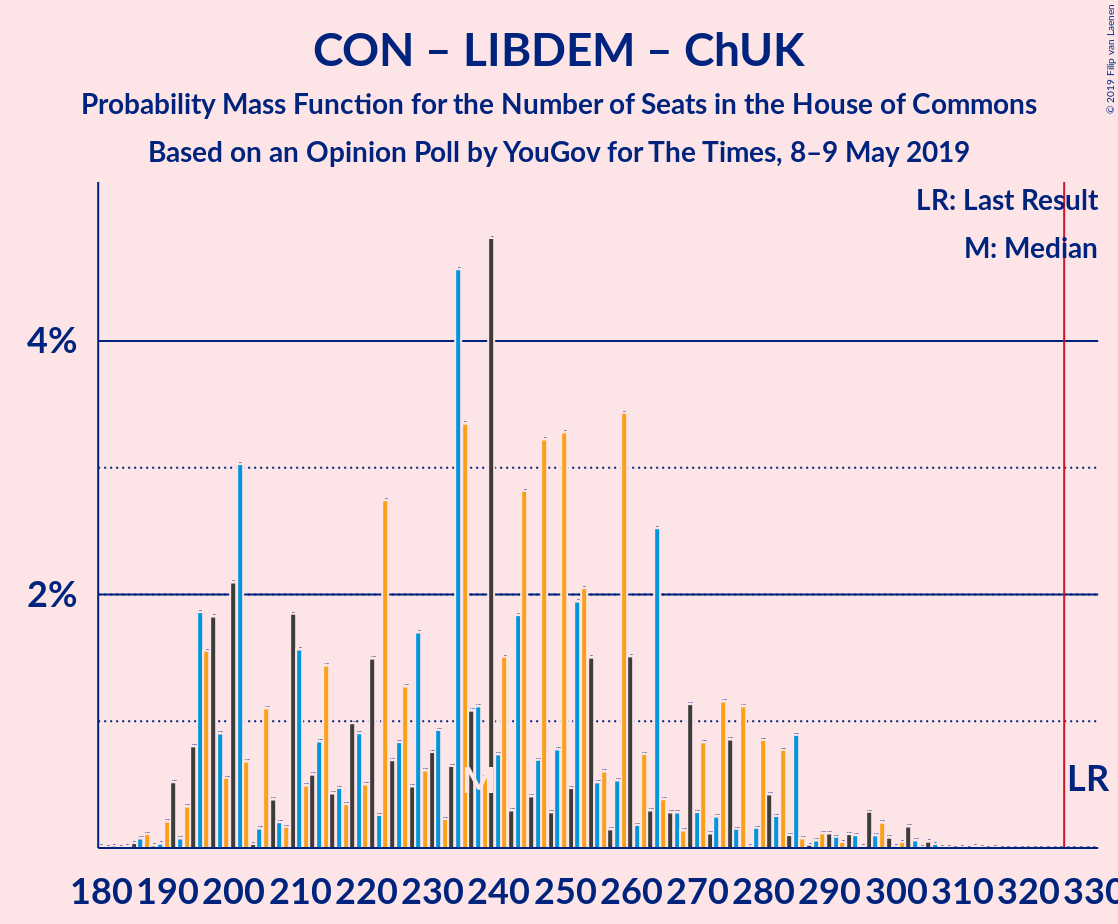 CON – LIBDEM – ChUK
Probability Mass Function for the Number of Seats in the House of Commons
Based on an Opinion Poll by YouGov for The Times, 8–9 May 2019
© 2019 Filip van Laenen
LR: Last Result
M: Median
4%
2%
M
LR
180 190 200 210 220 230 240 250 260 270 280 290 300 310 320 330